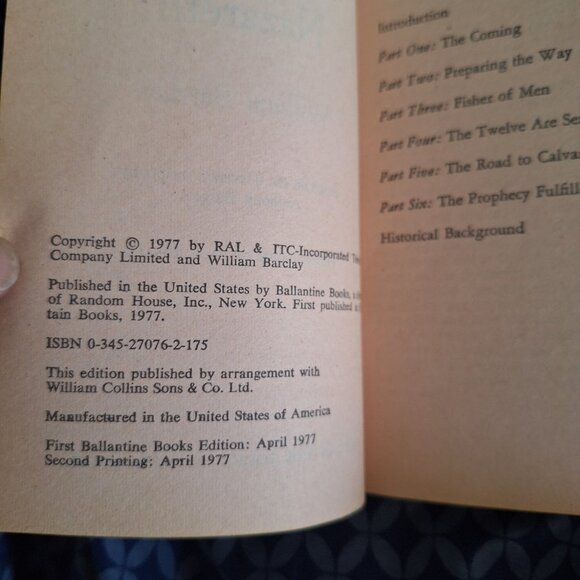 Copyright © 1977 by RAL & ITC-Incorporated
Company Limited and William Barclay
Published in the United States by Ballantine Books, a
of Random House, Inc., New York. First published
tain Books, 1977.
ISBN 0-345-27076-2-175
This edition published by arrangement with
William Collins Sons & Co. Ltd.
Manufactured in the United States of America
First Ballantine Books Edition: April 1977
Second Printing: April 1977
Introduction
Part One: The Coming
Part Two: Preparing the Way
Part Three: Fisher of Men
Part Four: The Twelve Are Se
Part Five: The Road to Calva
Part Six: The Prophecy Fulfill
Historical Background